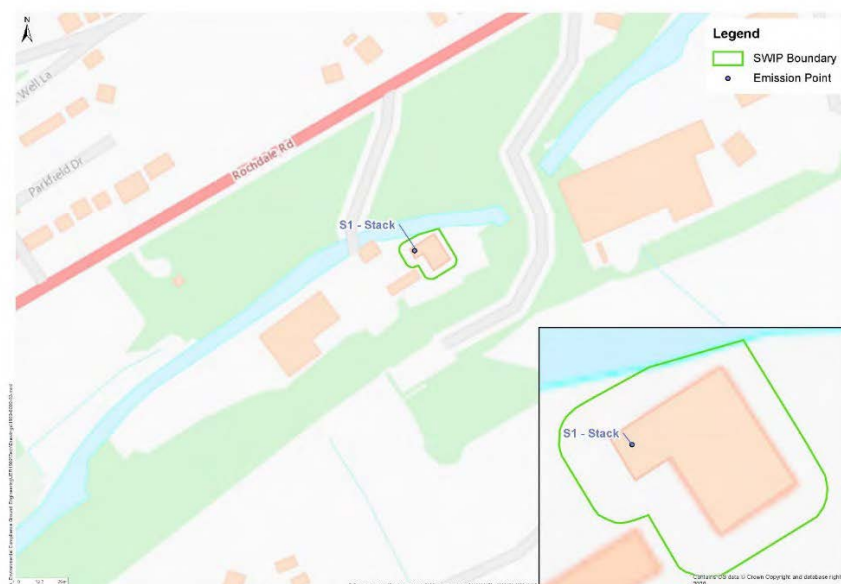 N
Legend
SWIP Boundary
Emission Point
Well La
Parkfield Dr
Rochdale Rd
S1 - Stack
S1 - Stack
Contains OS data © Crown Copyright and database right
2020